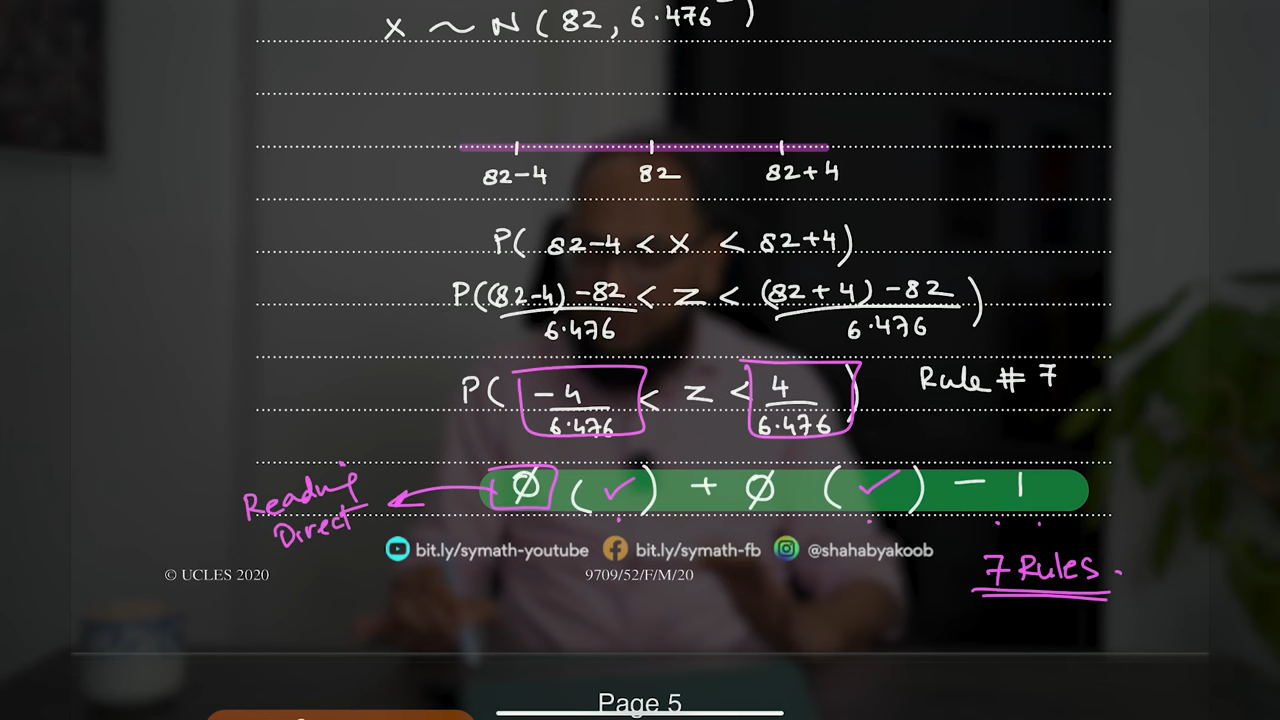 X ~ N ( 82, 6.476² )
82-4 82 82+4
P( 82-4 < X < 82+4)
P((82-4) -82 / 6.476 < Z < (82+4) -82 / 6.476 )
P( -4 / 6.476 < Z < 4 / 6.476 ) Rule # 7
Ø ( ✓ ) + Ø ( ✓ ) - 1
Reading
Direct
bit.ly/symath-youtube bit.ly/symath-fb @shahabyakoob
7 Rules.
© UCLES 2020 9709/52/F/M/20
Page 5